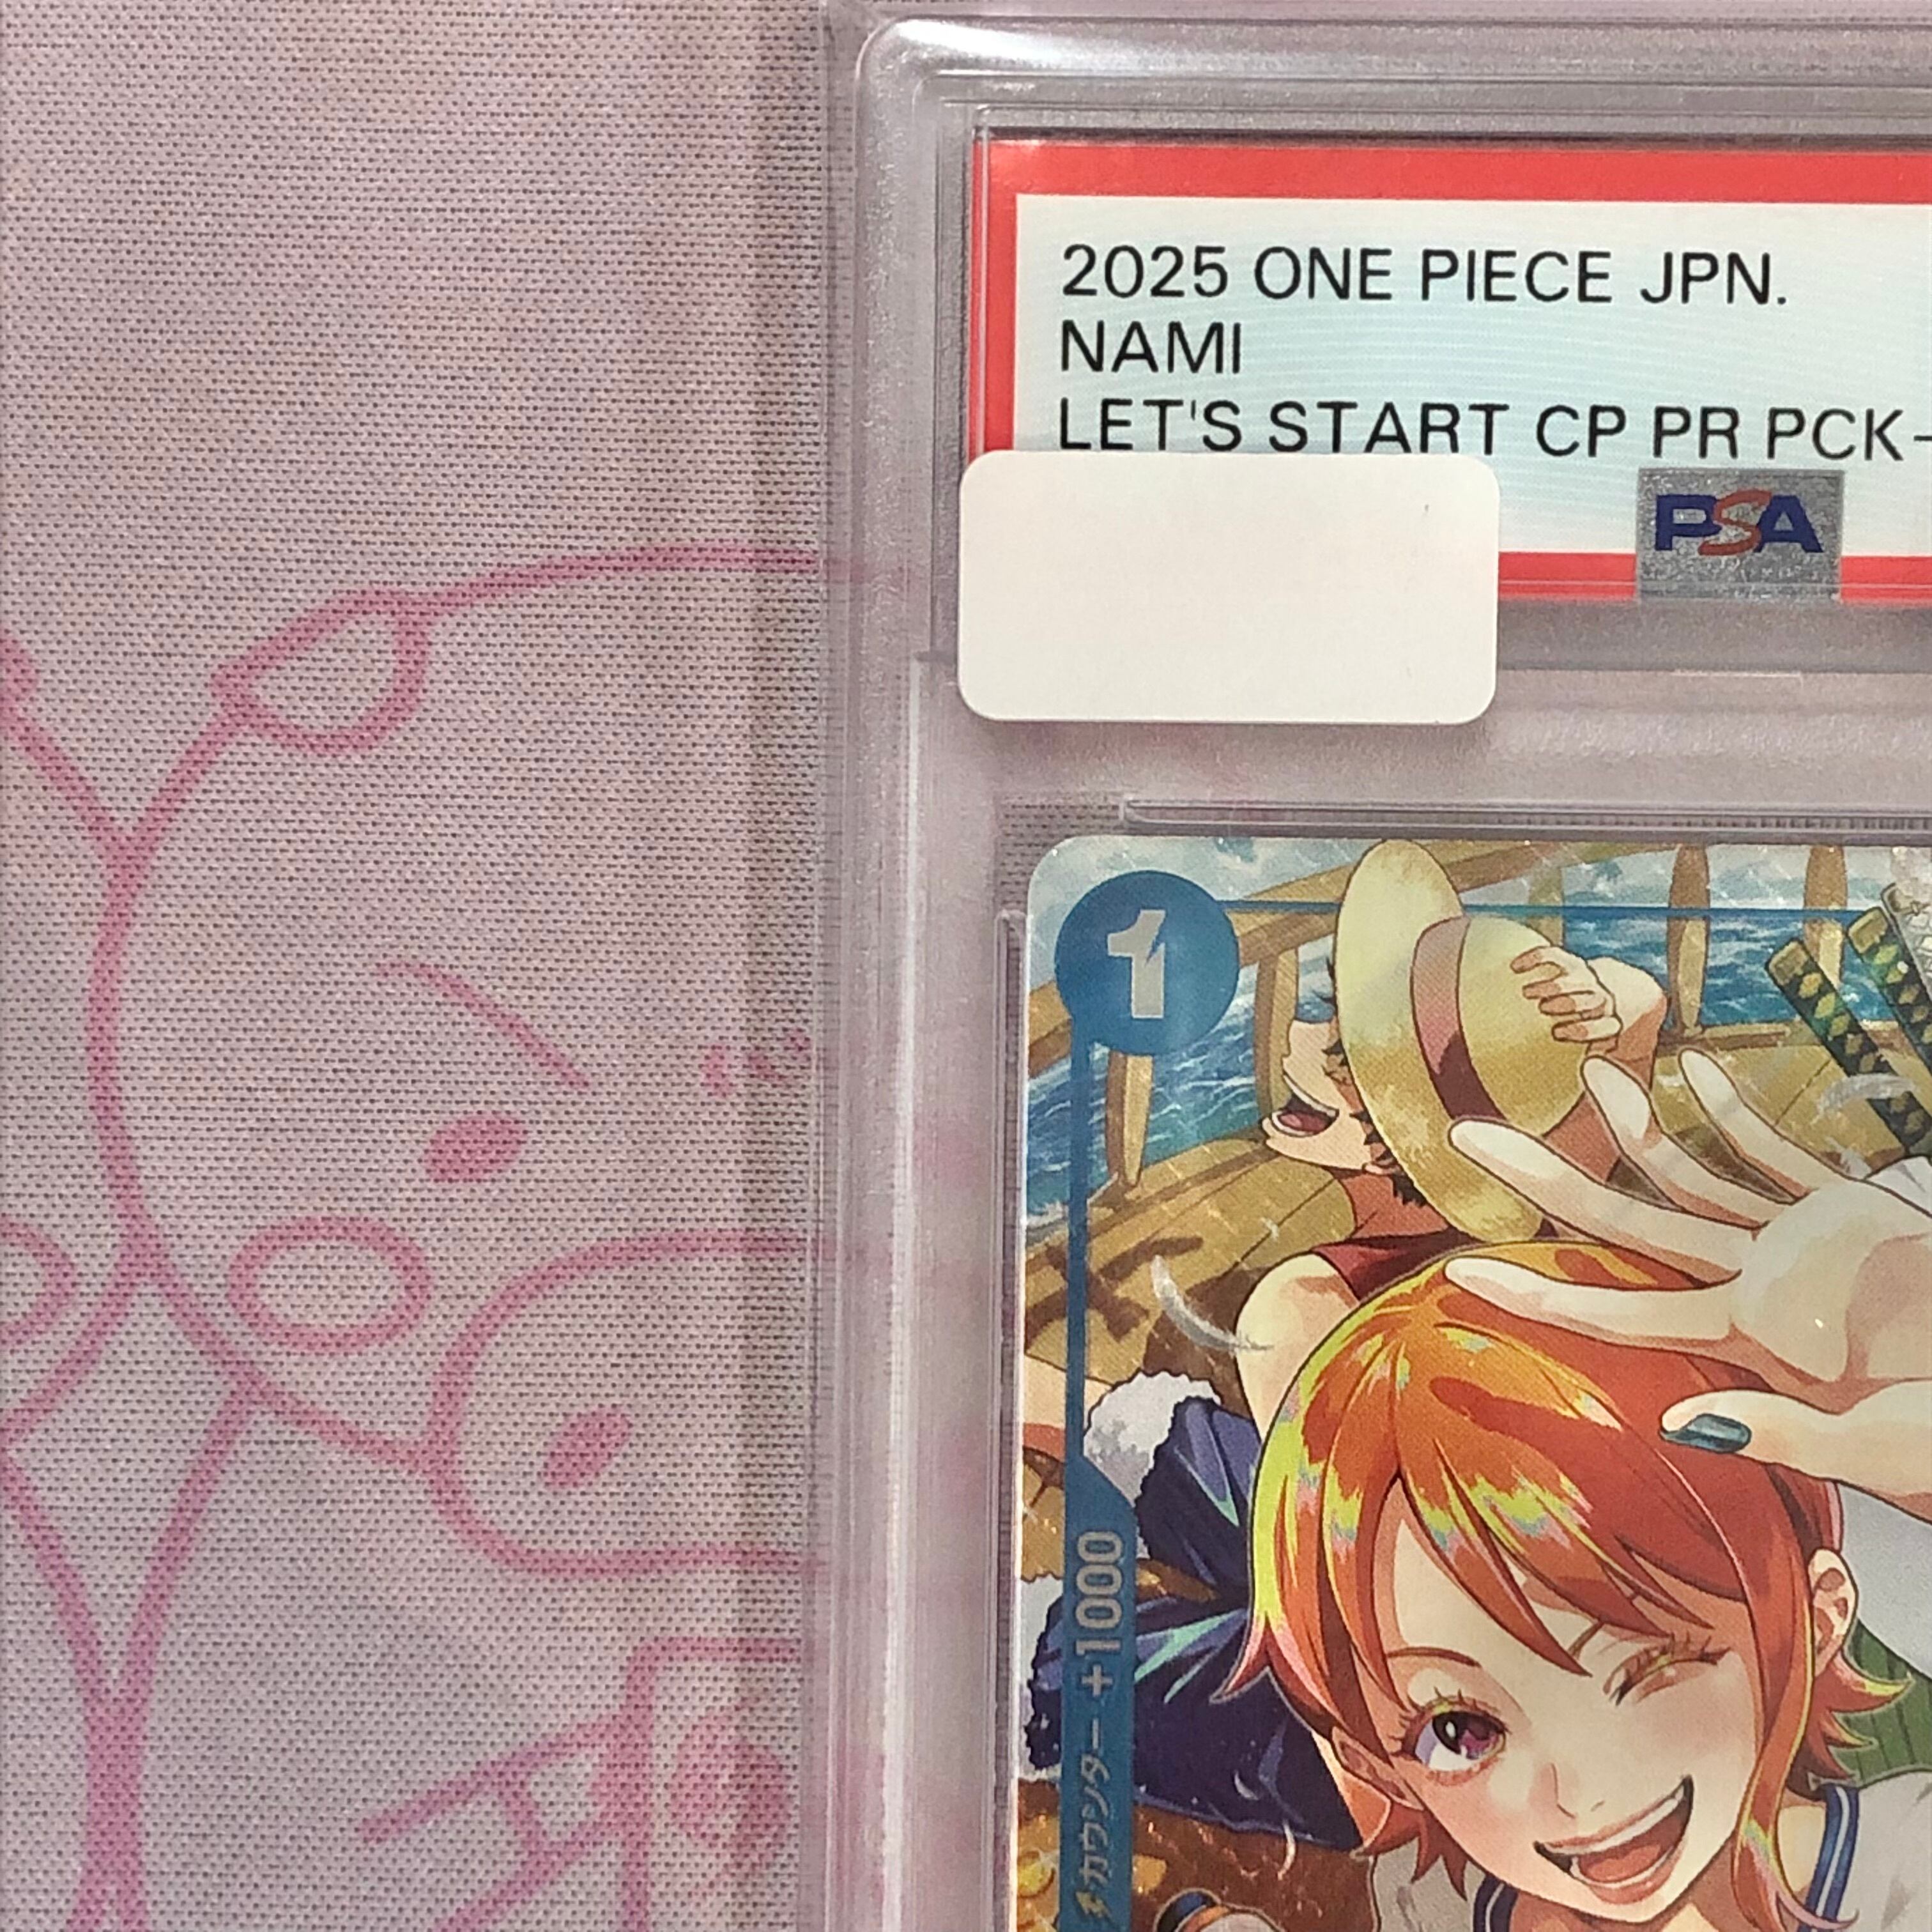 2025 ONE PIECE JPN.
NAMI
LET'S START CP PR PCK-
PSA
1
カウンター +1000